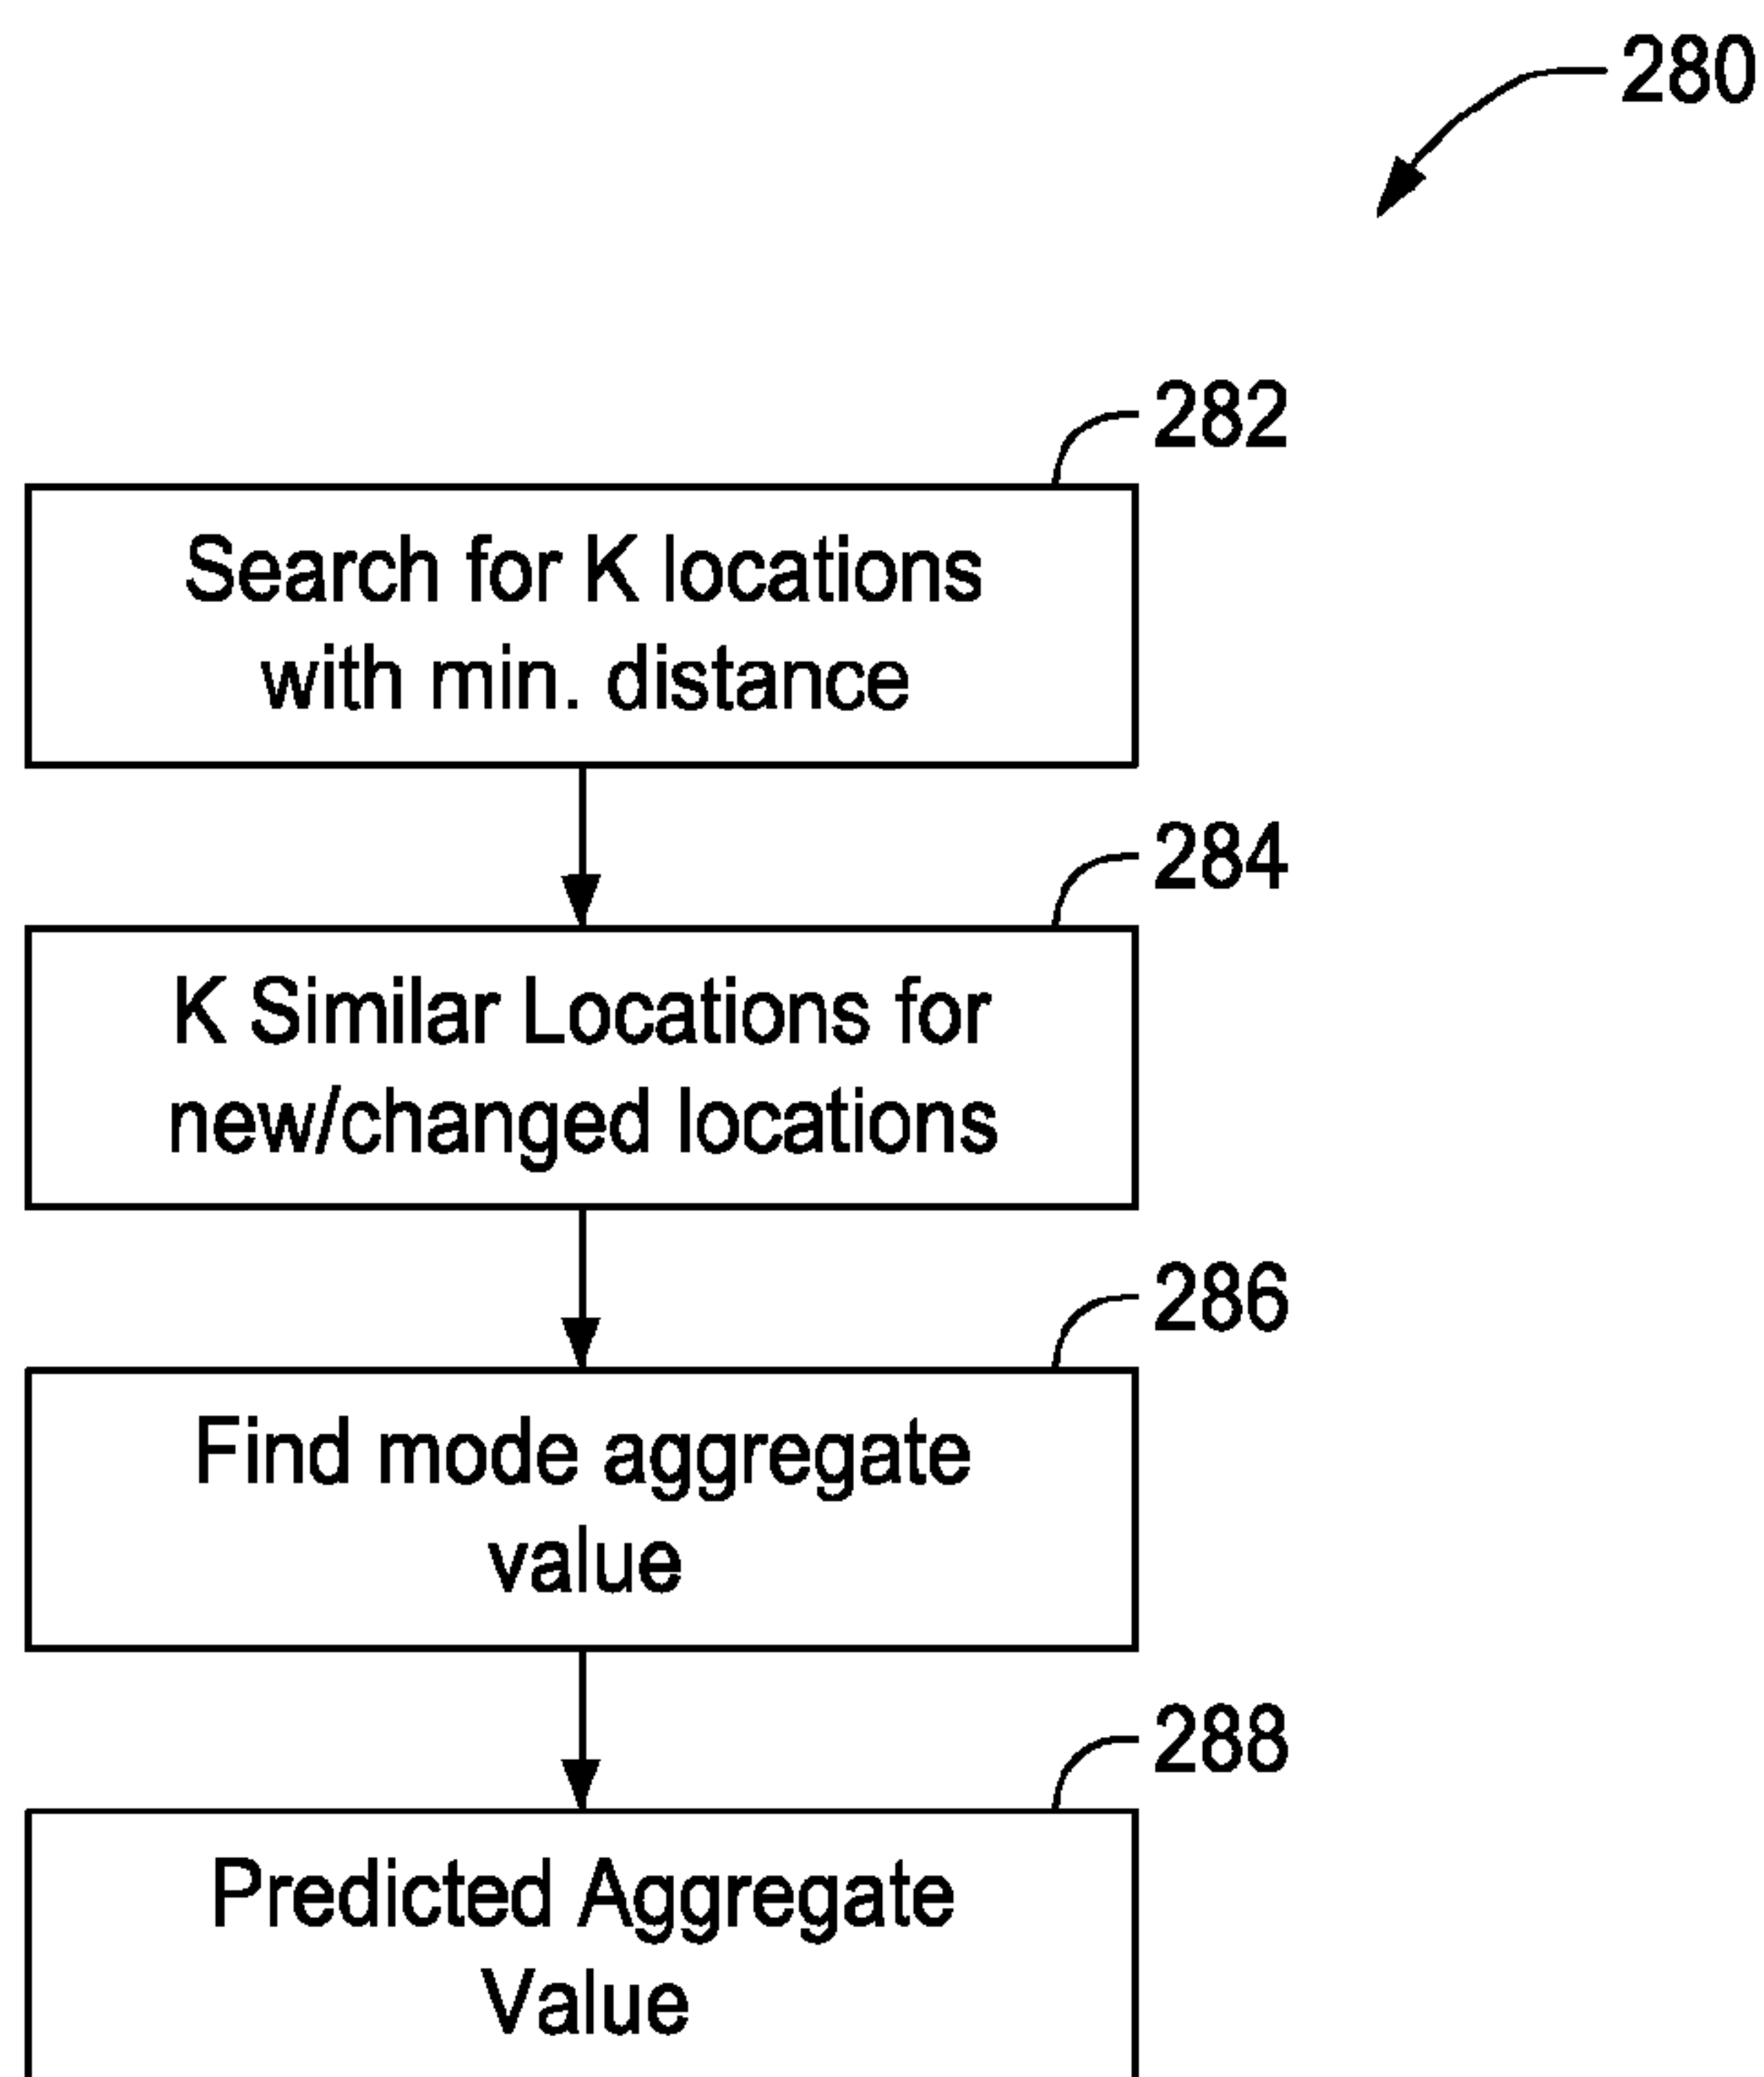 280
282
Search for K locations
with min. distance
284
K Similar Locations for
new/changed locations
286
Find mode aggregate
value
288
Predicted Aggregate
Value